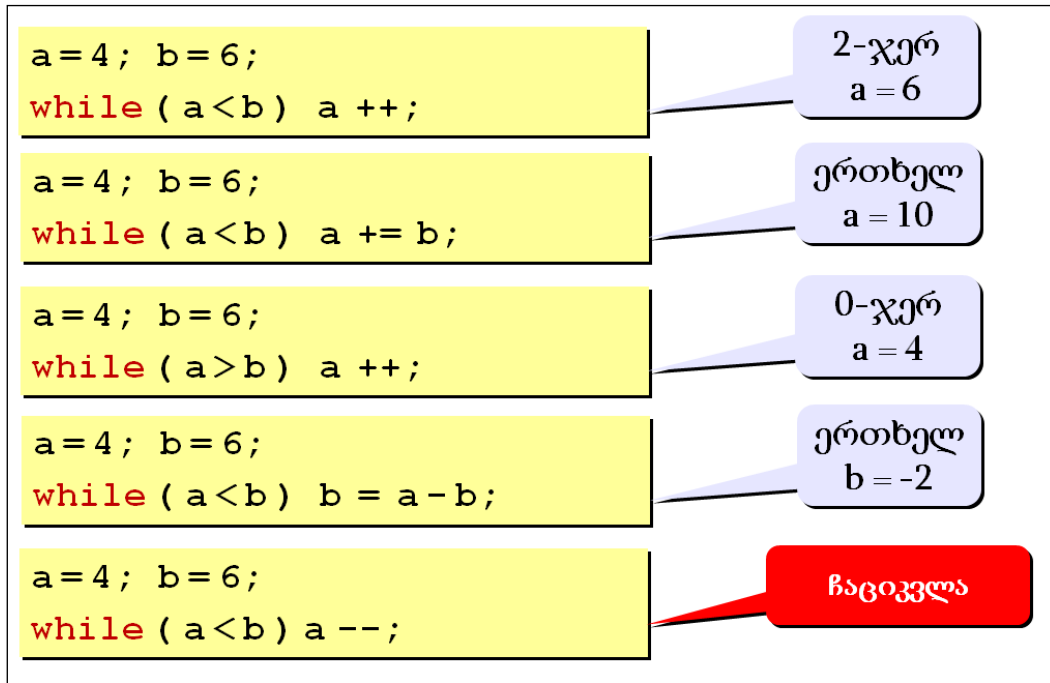 a=4; b=6;
while(a<b) a ++;
2-ჯერ
a = 6
a=4; b=6;
while(a<b) a += b;
ერთხელ
a = 10
a=4; b=6;
while(a>b) a ++;
0-ჯერ
a = 4
a=4; b=6;
while(a<b) b = a-b;
ერთხელ
b = -2
a=4; b=6;
while(a<b)a --;
ჩაციკვლა